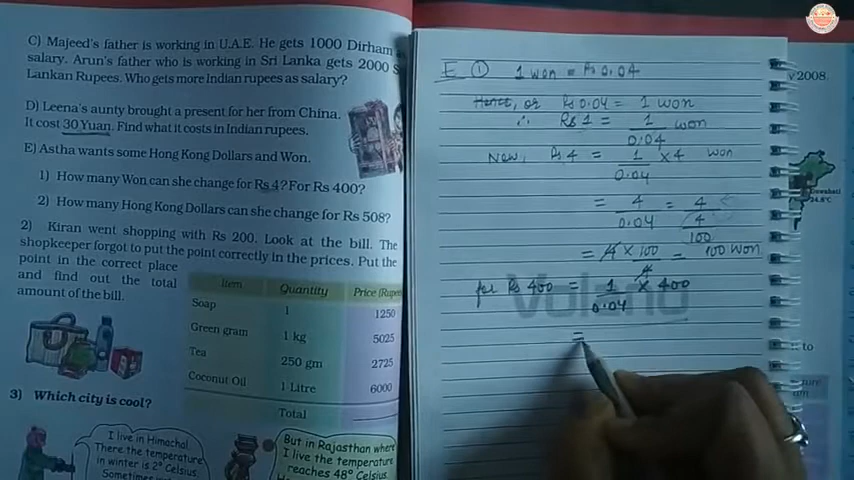 C) Majeed's father is working in U.A.E. He gets 1000 Dirham as
salary. Arun's father who is working in Sri Lanka gets 2000 S
Lankan Rupees. Who gets more Indian rupees as salary?
D) Leena's aunty brought a present for her from China.
It cost 30 Yuan. Find what it costs in Indian rupees.
E) Astha wants some Hong Kong Dollars and Won.
1) How many Won can she change for Rs 4? For Rs 400?
2) How many Hong Kong Dollars can she change for Rs 508?
2) Kiran went shopping with Rs 200. Look at the bill. The
shopkeeper forgot to put the point correctly in the prices. Put the
point in the correct place
and find out the total
amount of the bill.
Item Quantity Price (Rupees
Soap 1 1250
Green gram 1 kg 5025
Tea 250 gm 2725
Coconut Oil 1 Litre 6000
Total
3) Which city is cool?
I live in Himachal
There the temperature
in winter is 2° Celsius.
Sometimes
But in Rajasthan where
I live the temperature
reaches 48° Celsius
E ① 1 won = Rs 0.04
Hence, or Rs 0.04 = 1 won
∴ Rs 1 = 1/0.04 won
Now, Rs 4 = 1/0.04 × 4 won
= 4/0.04 = 4/(4/100)
= 4 × 100/4 = 100 won
for Rs 400 = 1/0.04 × 400
=
Voland
v 2008.
Guwahati
24.8°C
to